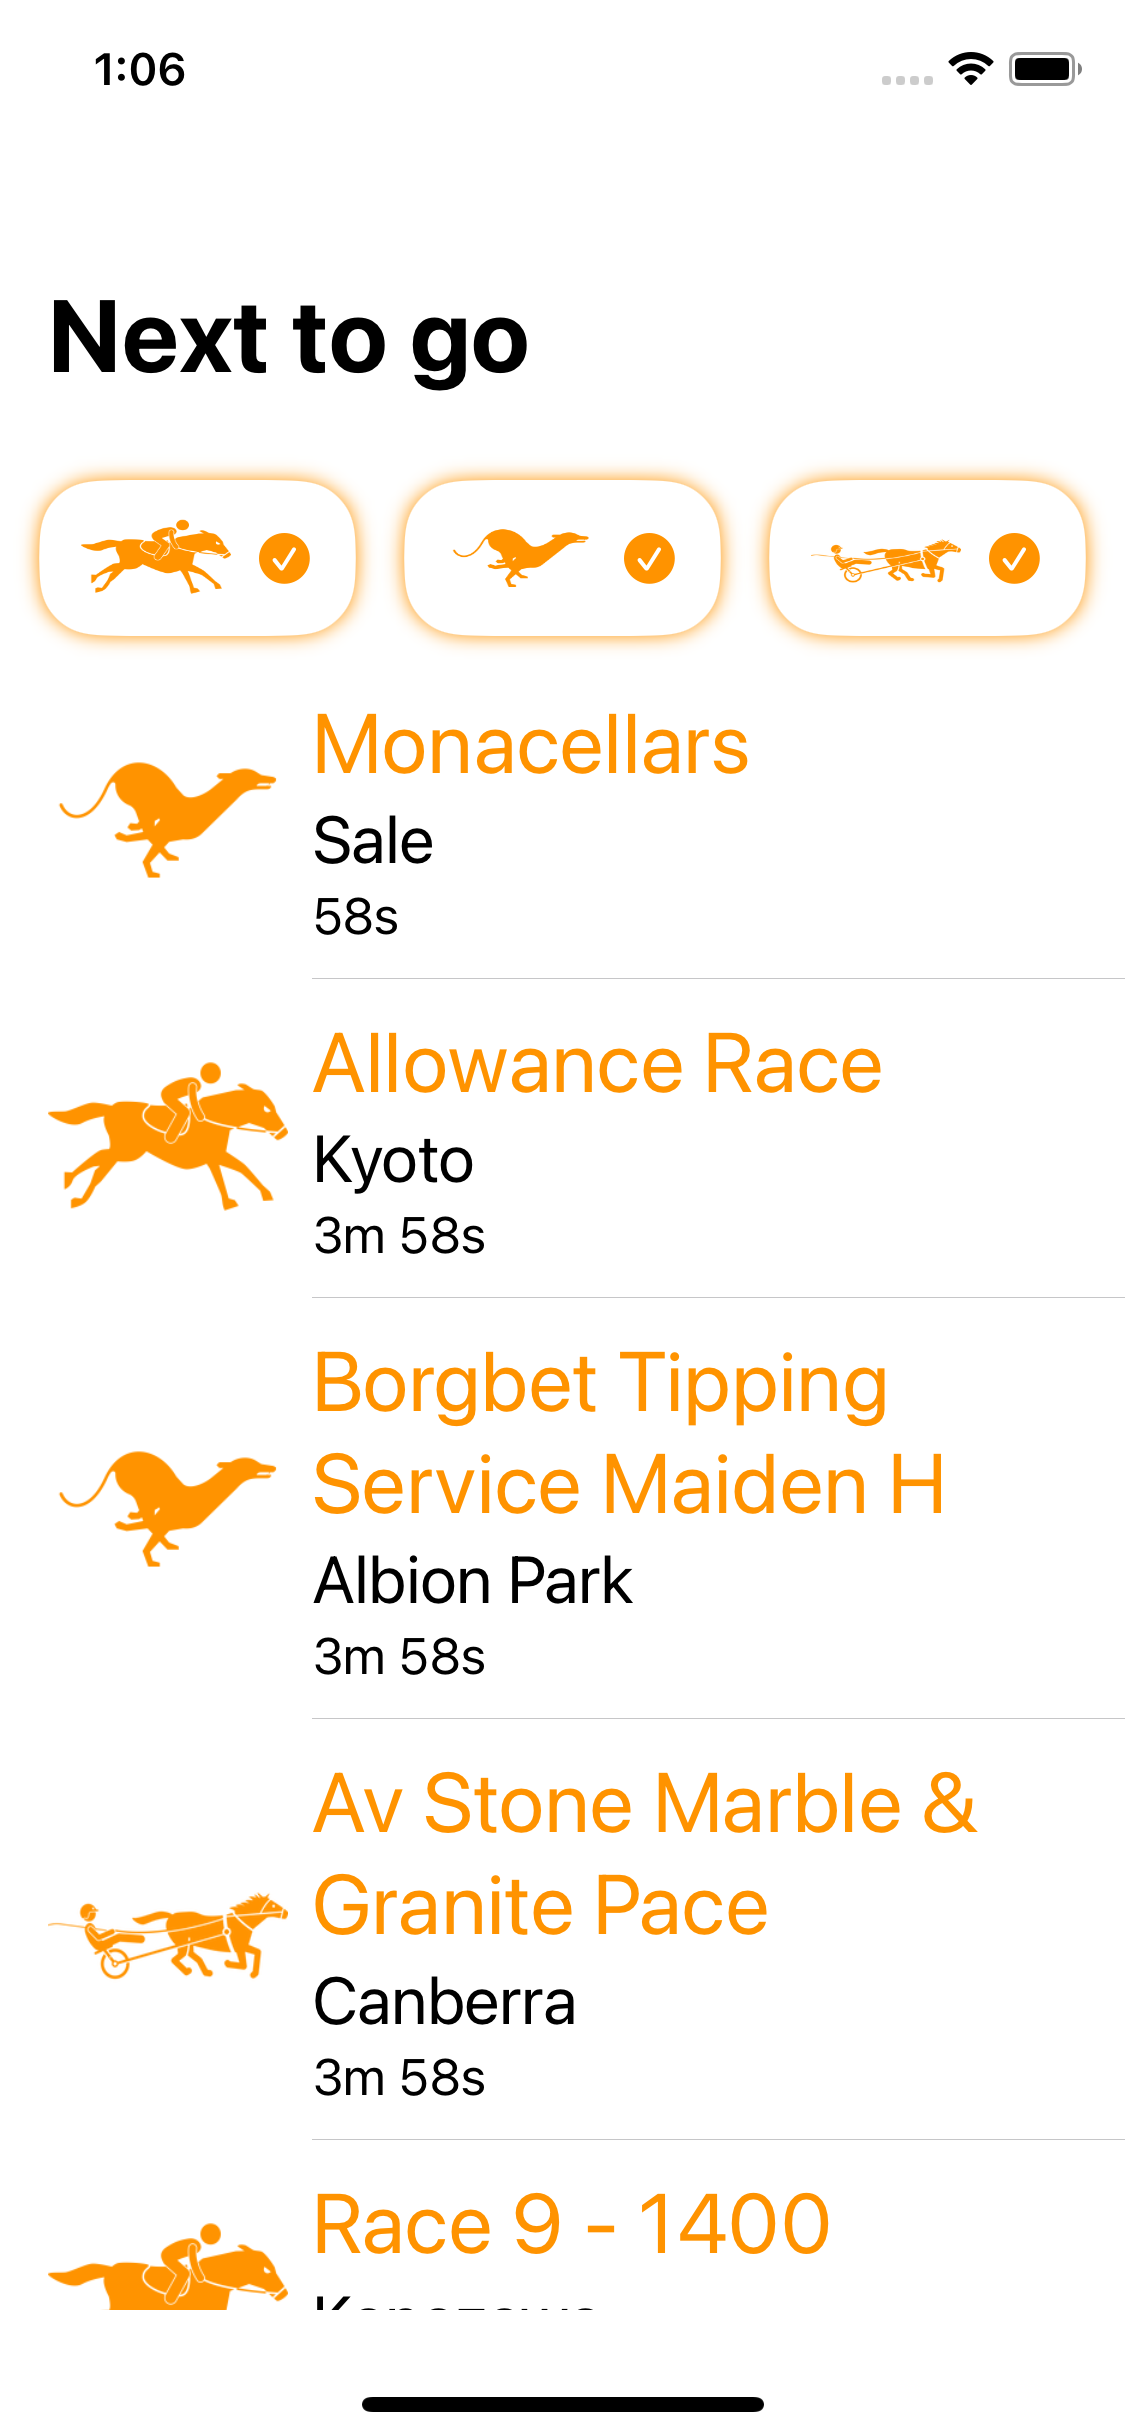 1:06
Next to go
Monacellars
Sale
58s
Allowance Race
Kyoto
3m 58s
Borgbet Tipping
Service Maiden H
Albion Park
3m 58s
Av Stone Marble &
Granite Pace
Canberra
3m 58s
Race 9 - 1400